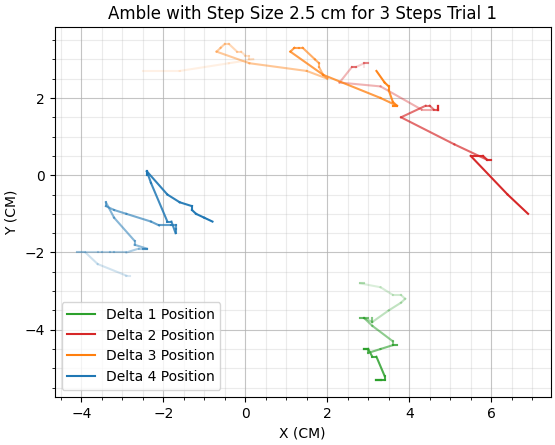 Amble with Step Size 2.5 cm for 3 Steps Trial 1
Y (CM)
2
0
−2
−4
Delta 1 Position
Delta 2 Position
Delta 3 Position
Delta 4 Position
−4 −2 0 2 4 6
X (CM)